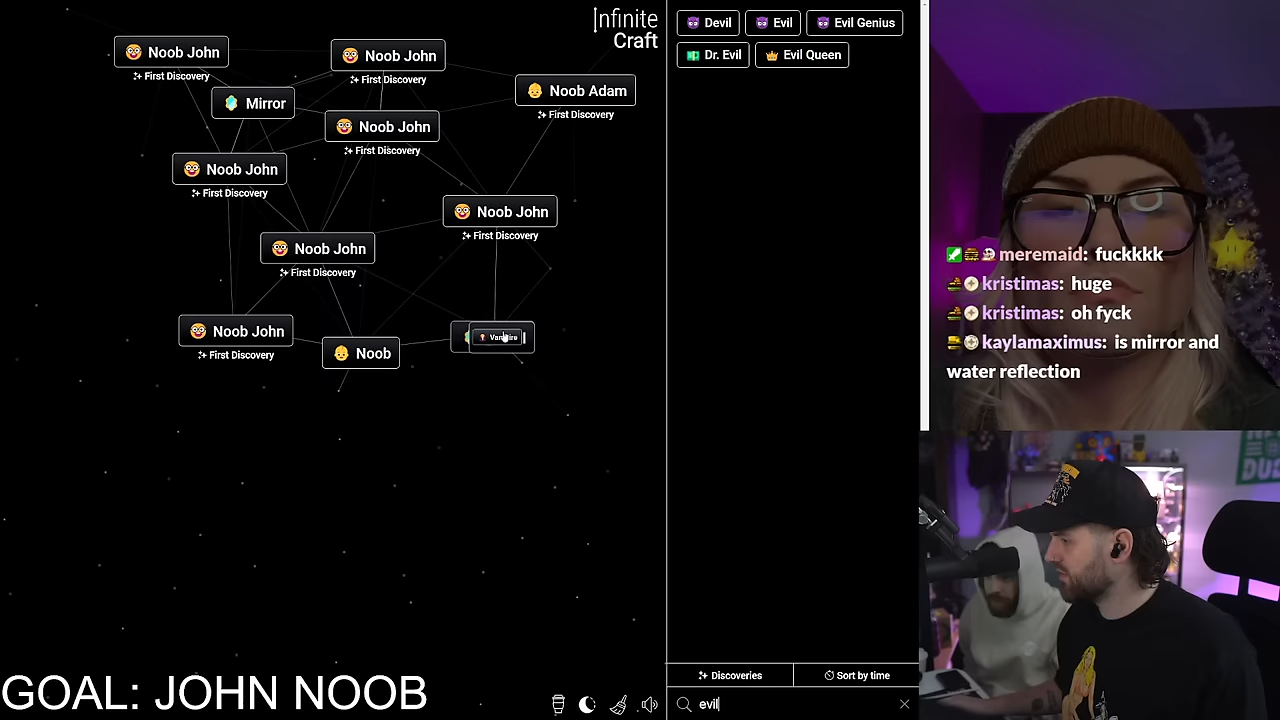 Infinite
Craft
Noob John
First Discovery
Noob John
First Discovery
Noob Adam
First Discovery
Mirror
Noob John
First Discovery
Noob John
First Discovery
Noob John
First Discovery
Noob John
First Discovery
Noob John
First Discovery
Noob
Vampire
Devil
Evil
Evil Genius
Dr. Evil
Evil Queen
Discoveries
Sort by time
evil
GOAL: JOHN NOOB
meremaid: fuckkkk
kristimas: huge
kristimas: oh fyck
kaylamaximus: is mirror and
water reflection